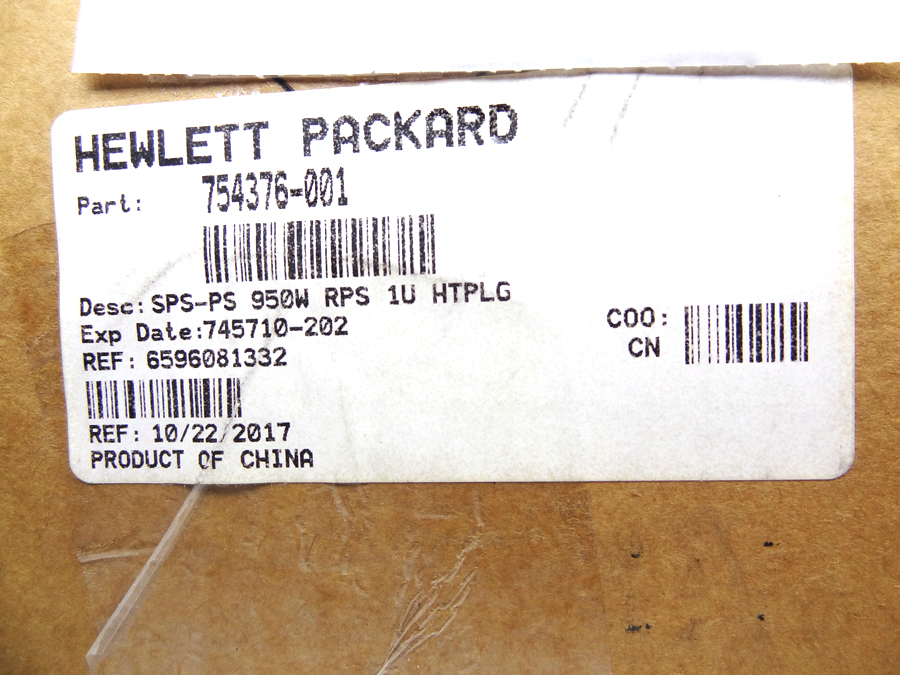 HEWLETT PACKARD
Part: 754376-001
Desc:SPS-PS 950W RPS 1U HTPLG
Exp Date:745710-202
REF: 6596081332
COO:
CN
REF: 10/22/2017
PRODUCT OF CHINA